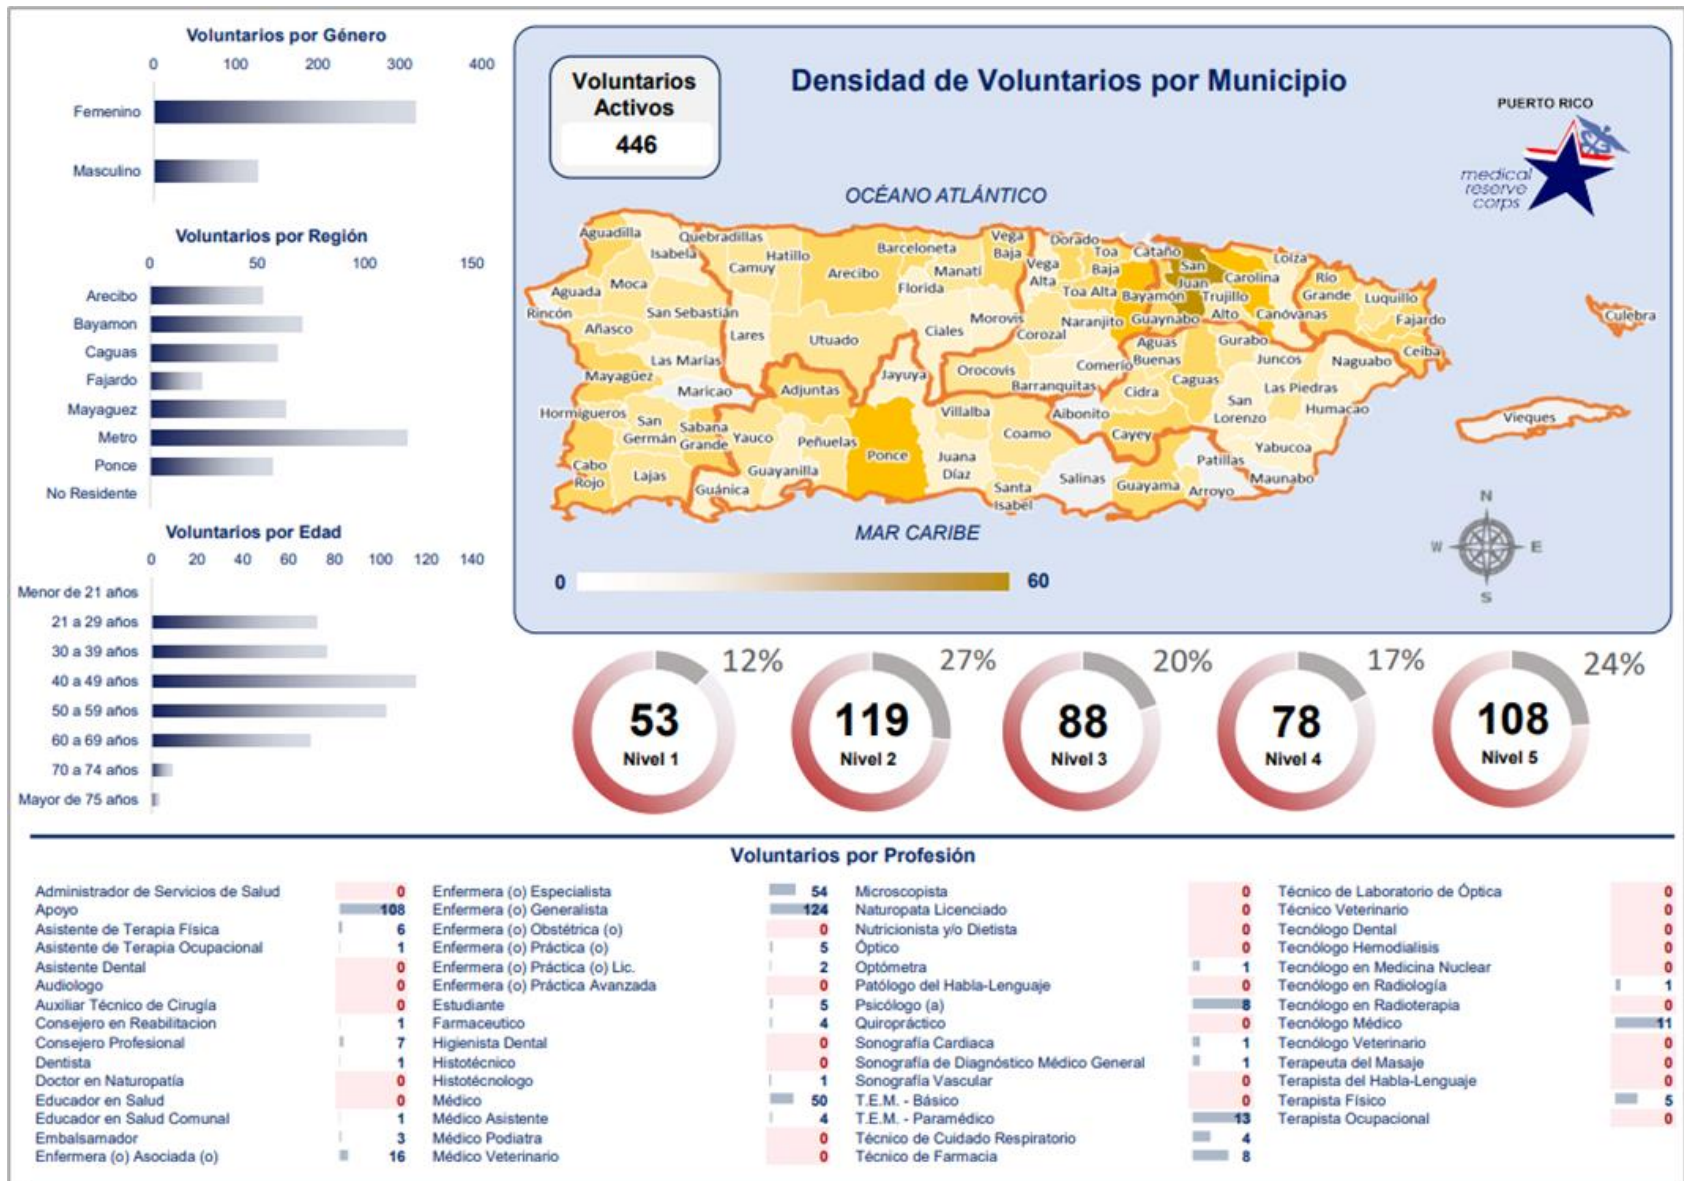 Voluntarios por Género
0 100 200 300 400
Femenino
Masculino
Voluntarios por Región
0 50 100 150
Arecibo
Bayamon
Caguas
Fajardo
Mayaguez
Metro
Ponce
No Residente
Voluntarios por Edad
0 20 40 60 80 100 120 140
Menor de 21 años
21 a 29 años
30 a 39 años
40 a 49 años
50 a 59 años
60 a 69 años
70 a 74 años
Mayor de 75 años
Voluntarios
Activos
446
Densidad de Voluntarios por Municipio
PUERTO RICO
medical
reserve
corps
OCÉANO ATLÁNTICO
Aguadilla
Isabela
Quebradillas
Camuy
Hatillo
Arecibo
Barceloneta
Manatí
Florida
Vega
Baja
Vega
Alta
Dorado
Toa
Baja
Toa Alta
Cataño
Bayamón
San
Juan
Guaynabo
Trujillo
Alto
Carolina
Loíza
Canóvanas
Río
Grande
Luquillo
Fajardo
Ceiba
Culebra
Aguada
Rincón
Moca
Añasco
San Sebastián
Lares
Utuado
Ciales
Morovis
Corozal
Naranjito
Aguas
Buenas
Gurabo
Juncos
Naguabo
Las Marías
Mayagüez
Maricao
Adjuntas
Jayuya
Orocovis
Barranquitas
Comerío
Cidra
Caguas
Las Piedras
San
Lorenzo
Humacao
Vieques
Hormigueros
San
Germán
Sabana
Grande
Yauco
Peñuelas
Ponce
Villalba
Juana
Díaz
Coamo
Aibonito
Cayey
Yabucoa
Patillas
Maunabo
Cabo
Rojo
Lajas
Guánica
Guayanilla
Santa
Isabel
Salinas
Guayama
Arroyo
MAR CARIBE
0 60
N
W E
S
53
Nivel 1
12%
119
Nivel 2
27%
88
Nivel 3
20%
78
Nivel 4
17%
108
Nivel 5
24%
Voluntarios por Profesión
Administrador de Servicios de Salud 0
Apoyo 108
Asistente de Terapia Física 6
Asistente de Terapia Ocupacional 1
Asistente Dental 0
Audiologo 0
Auxiliar Técnico de Cirugía 0
Consejero en Reabilitacion 1
Consejero Profesional 7
Dentista 1
Doctor en Naturopatía 0
Educador en Salud 0
Educador en Salud Comunal 1
Embalsamador 3
Enfermera (o) Asociada (o) 16
Enfermera (o) Especialista 54
Enfermera (o) Generalista 124
Enfermera (o) Obstétrica (o) 0
Enfermera (o) Práctica (o) 5
Enfermera (o) Práctica (o) Lic. 2
Enfermera (o) Práctica Avanzada 0
Estudiante 5
Farmaceutico 4
Higienista Dental 0
Histotécnico 0
Histotécnologo 1
Médico 50
Médico Asistente 4
Médico Podiatra 0
Médico Veterinario 0
Microscopista 0
Naturopata Licenciado 0
Nutricionista y/o Dietista 0
Óptico 0
Optómetra 1
Patólogo del Habla-Lenguaje 0
Psicólogo (a) 8
Quiropráctico 0
Sonografía Cardiaca 1
Sonografía de Diagnóstico Médico General 1
Sonografía Vascular 0
T.E.M. - Básico 0
T.E.M. - Paramédico 13
Técnico de Cuidado Respiratorio 4
Técnico de Farmacia 8
Técnico de Laboratorio de Óptica 0
Técnico Veterinario 0
Tecnólogo Dental 0
Tecnólogo Hemodialisis 0
Tecnólogo en Medicina Nuclear 0
Tecnólogo en Radiología 1
Tecnólogo en Radioterapia 0
Tecnólogo Médico 11
Tecnólogo Veterinario 0
Terapeuta del Masaje 0
Terapista del Habla-Lenguaje 0
Terapista Físico 5
Terapista Ocupacional 0